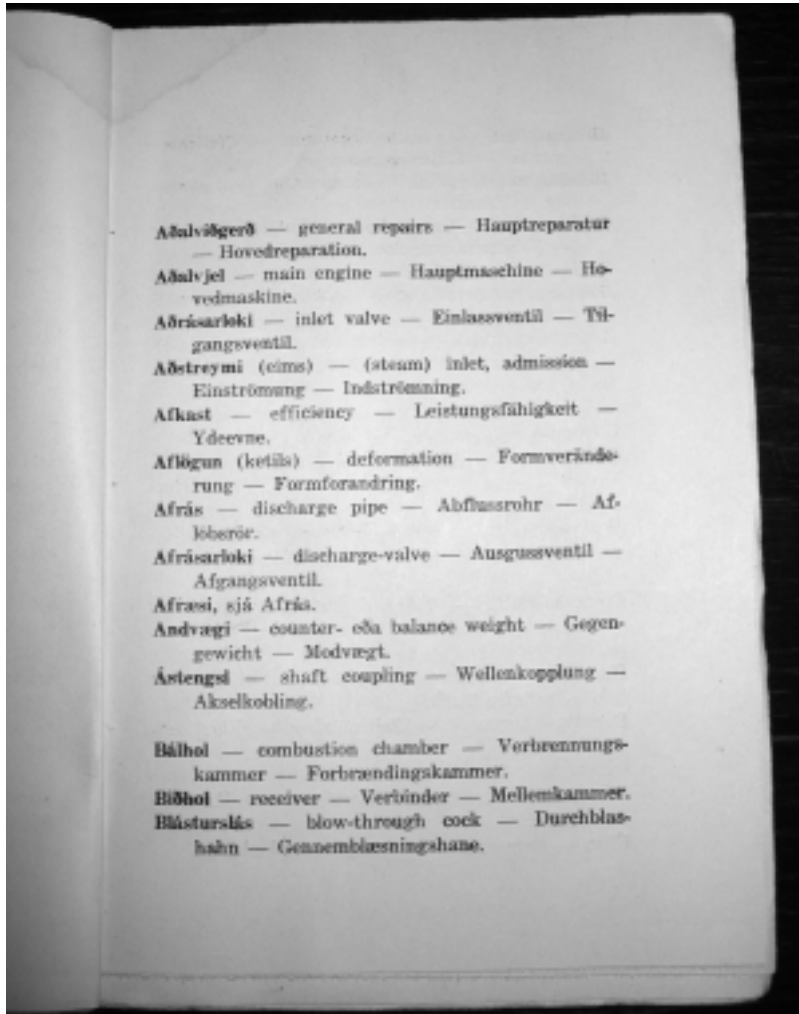 Aðalviðgerð — general repairs — Hauptreparatur
— Hovedreparation.
Aðalvjel — main engine — Hauptmaschine — Ho-
vedmaskine.
Aðrásarloki — inlet valve — Einlassventil — Til-
gangsventil.
Aðstreymi (eims) — (steam) inlet, admission —
Einströmung — Indströmning.
Afkast — efficiency — Leistungsfähigkeit —
Ydeevne.
Aflögun (ketils) — deformation — Formverände-
rung — Formforandring.
Afrás — discharge pipe — Abflussrohr — Af-
löbsrör.
Afrásarloki — discharge-valve — Ausgussventil —
Afgangsventil.
Afræsi, sjá Afrás.
Andvægi — counter- eða balance weight — Gegen-
gewicht — Modvægt.
Ástengsl — shaft coupling — Wellenkopplung —
Akselkobling.
Bálhol — combustion chamber — Verbrennungs-
kammer — Forbrændingskammer.
Biðhol — receiver — Verbinder — Mellemkammer.
Blásturslás — blow-through cock — Durchblas-
hahn — Gennemblæsningshane.